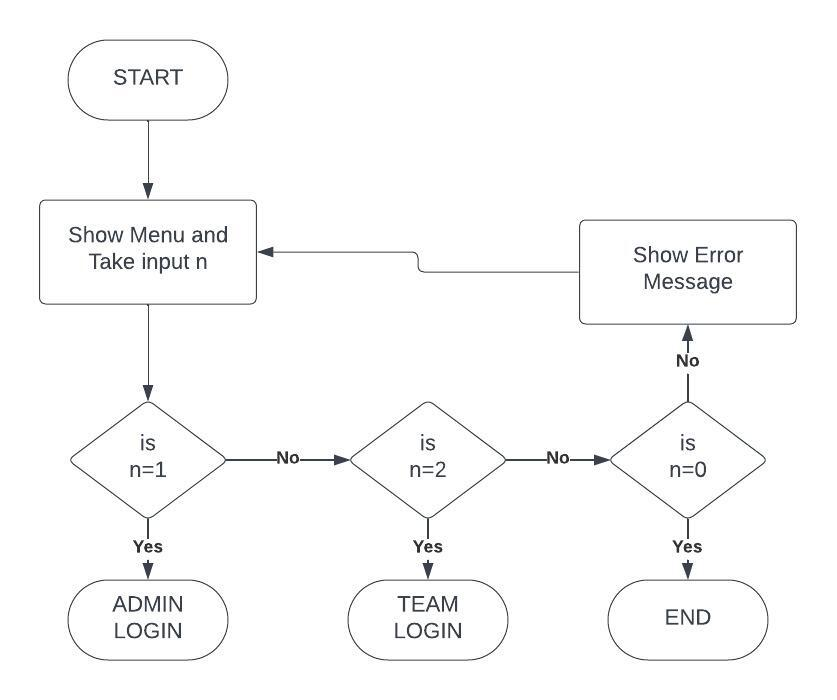 START
Show Menu and
Take input n
Show Error
Message
No
is
n=1
No
is
n=2
No
is
n=0
Yes
Yes
Yes
ADMIN
LOGIN
TEAM
LOGIN
END